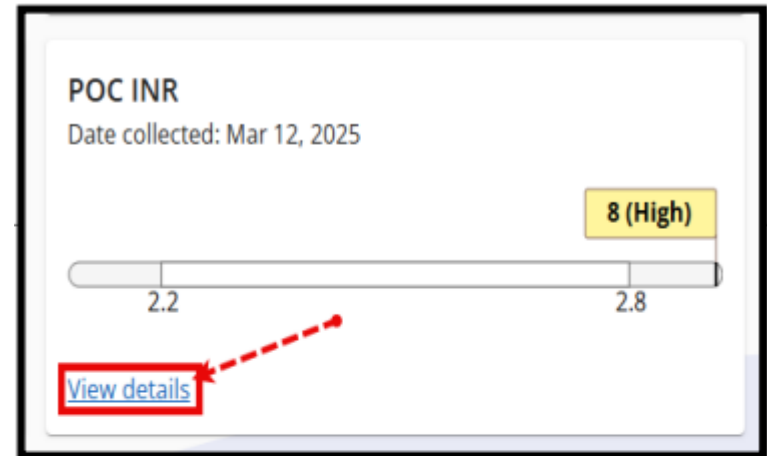 POC INR
Date collected: Mar 12, 2025
8 (High)
2.2 2.8
View details